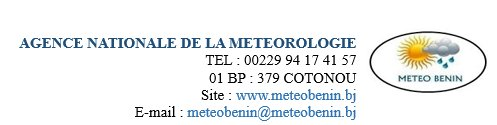 AGENCE NATIONALE DE LA METEOROLOGIE
TEL : 00229 94 17 41 57
01 BP : 379 COTONOU
Site : www.meteobenin.bj
E-mail : meteobenin@meteobenin.bj
METEO BENIN